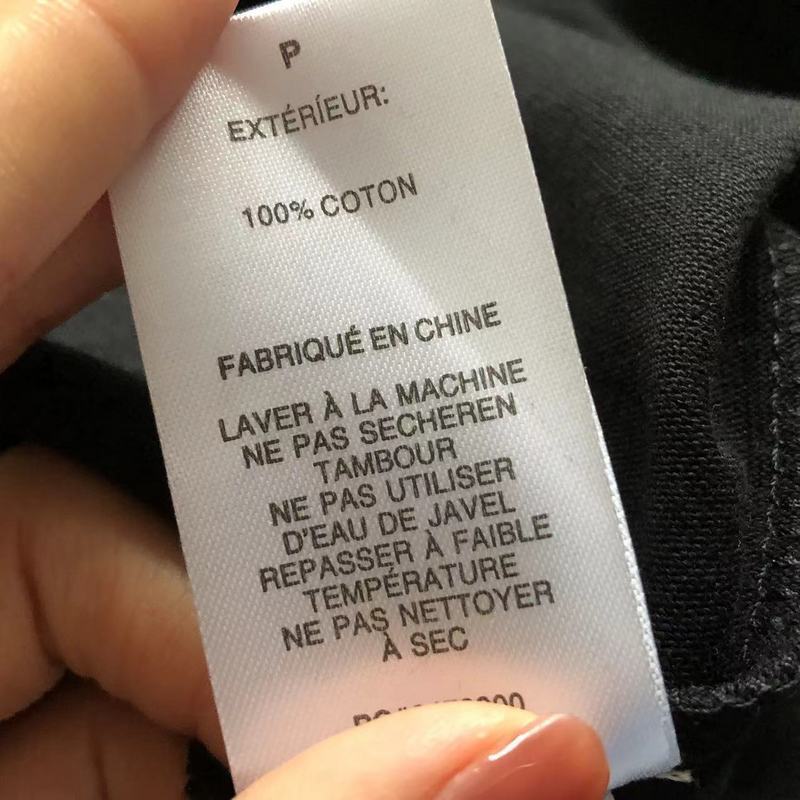 P
EXTÉRÍEUR:
100% COTON
FABRIQUÉ EN CHINE
LAVER À LA MACHINE
NE PAS SECHEREN
TAMBOUR
NE PAS UTILISER
D'EAU DE JAVEL
REPASSER À FAIBLE
TEMPÉRATURE
NE PAS NETTOYER
À SEC